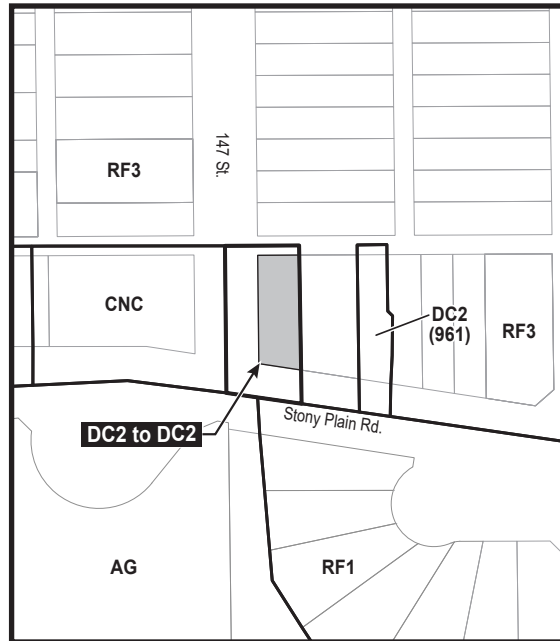 147 St.
RF3
CNC
DC2
(961)
RF3
DC2 to DC2
Stony Plain Rd.
AG
RF1